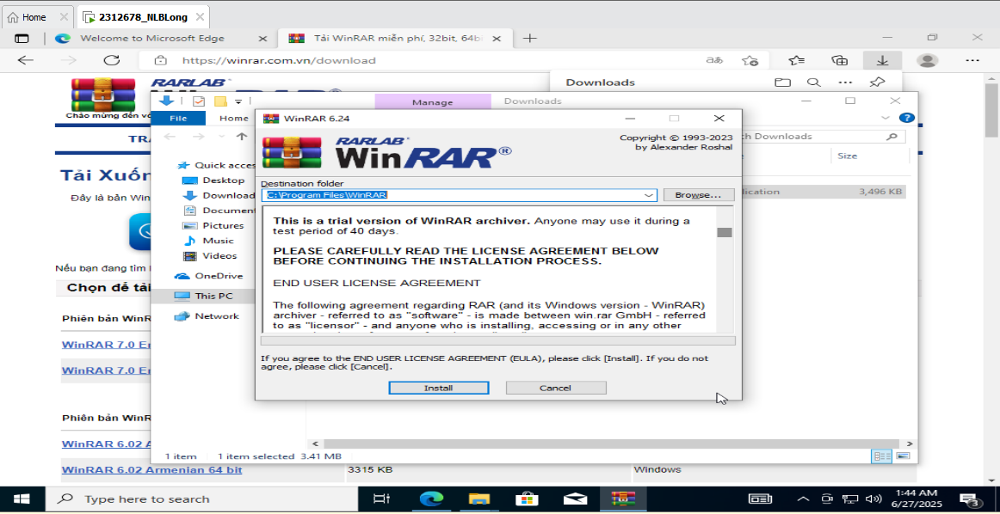 Home
2312678_NLBLong
Welcome to Microsoft Edge
Tải WinRAR miễn phí, 32bit, 64bi
https://winrar.com.vn/download
aあ
RARLAB
Downloads
Chào mừng đến vớ
Manage
Downloads
File
Home
WinRAR 6.24
RARLAB®
WinRAR®
Copyright © 1993-2023
by Alexander Roshal
Downloads
Size
Tải Xuốn
Đây là bản Win
Quick acces
Desktop
Download
Document
Pictures
Music
Videos
OneDrive
This PC
Network
Destination folder
C:\Program Files\WinRAR
Browse...
lication
3,496 KB
This is a trial version of WinRAR archiver. Anyone may use it during a
test period of 40 days.
PLEASE CAREFULLY READ THE LICENSE AGREEMENT BELOW
BEFORE CONTINUING THE INSTALLATION PROCESS.
END USER LICENSE AGREEMENT
The following agreement regarding RAR (and its Windows version - WinRAR)
archiver - referred to as "software" - is made between win.rar GmbH - referred
to as "licensor" - and anyone who is installing, accessing or in any other
If you agree to the END USER LICENSE AGREEMENT (EULA), please click [Install]. If you do not
agree, please click [Cancel].
Install
Cancel
Nếu bạn đang tìm
Chọn để tải
Phiên bản WinR
WinRAR 7.0 E
WinRAR 7.0 E
Phiên bản WinR
WinRAR 6.02 A
1 item
1 item selected 3.41 MB
WinRAR 6.02 Armenian 64 bit
3315 KB
Windows
Type here to search
1:44 AM
6/27/2025
3